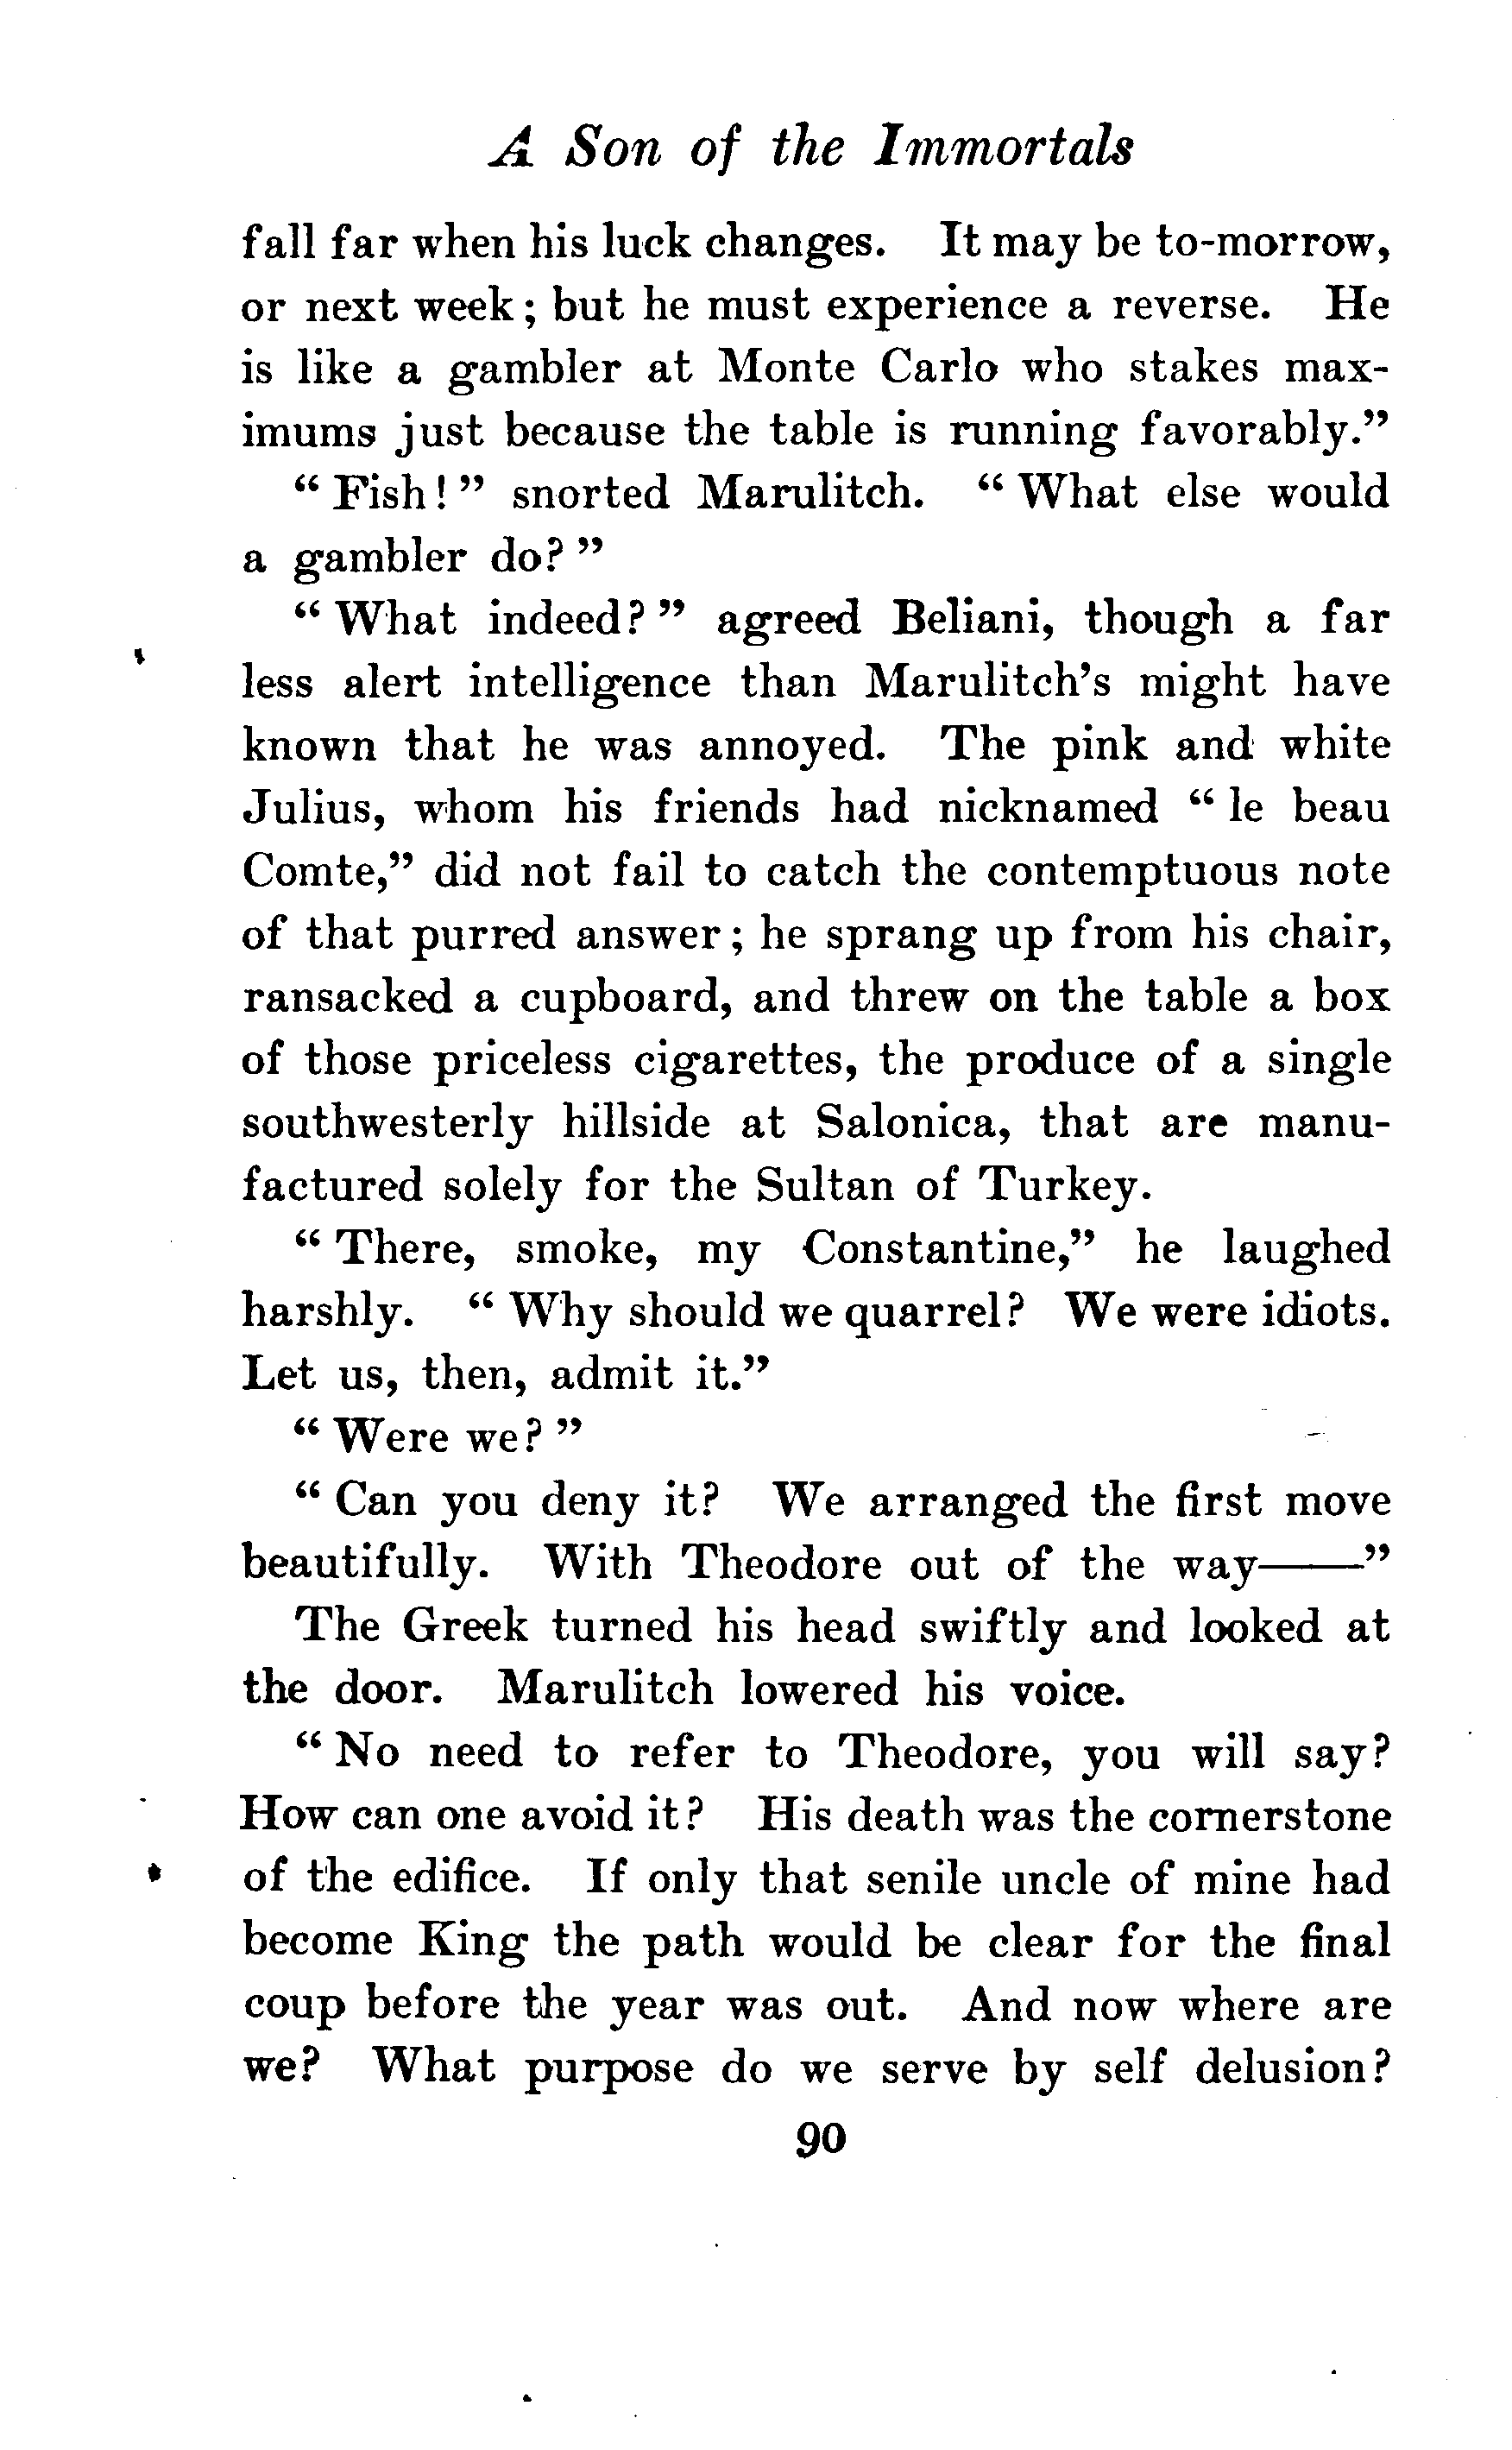 A Son of the Immortals
fall far when his luck changes. It may be to-morrow,
or next week; but he must experience a reverse. He
is like a gambler at Monte Carlo who stakes max-
imums just because the table is running favorably."
"Fish!" snorted Marulitch. "What else would
a gambler do?"
"What indeed?" agreed Beliani, though a far
less alert intelligence than Marulitch's might have
known that he was annoyed. The pink and white
Julius, whom his friends had nicknamed "le beau
Comte," did not fail to catch the contemptuous note
of that purred answer; he sprang up from his chair,
ransacked a cupboard, and threw on the table a box
of those priceless cigarettes, the produce of a single
southwesterly hillside at Salonica, that are manu-
factured solely for the Sultan of Turkey.
"There, smoke, my Constantine," he laughed
harshly. "Why should we quarrel? We were idiots.
Let us, then, admit it."
"Were we?"
"Can you deny it? We arranged the first move
beautifully. With Theodore out of the way——"
The Greek turned his head swiftly and looked at
the door. Marulitch lowered his voice.
"No need to refer to Theodore, you will say?
How can one avoid it? His death was the cornerstone
of the edifice. If only that senile uncle of mine had
become King the path would be clear for the final
coup before the year was out. And now where are
we? What purpose do we serve by self delusion?
90